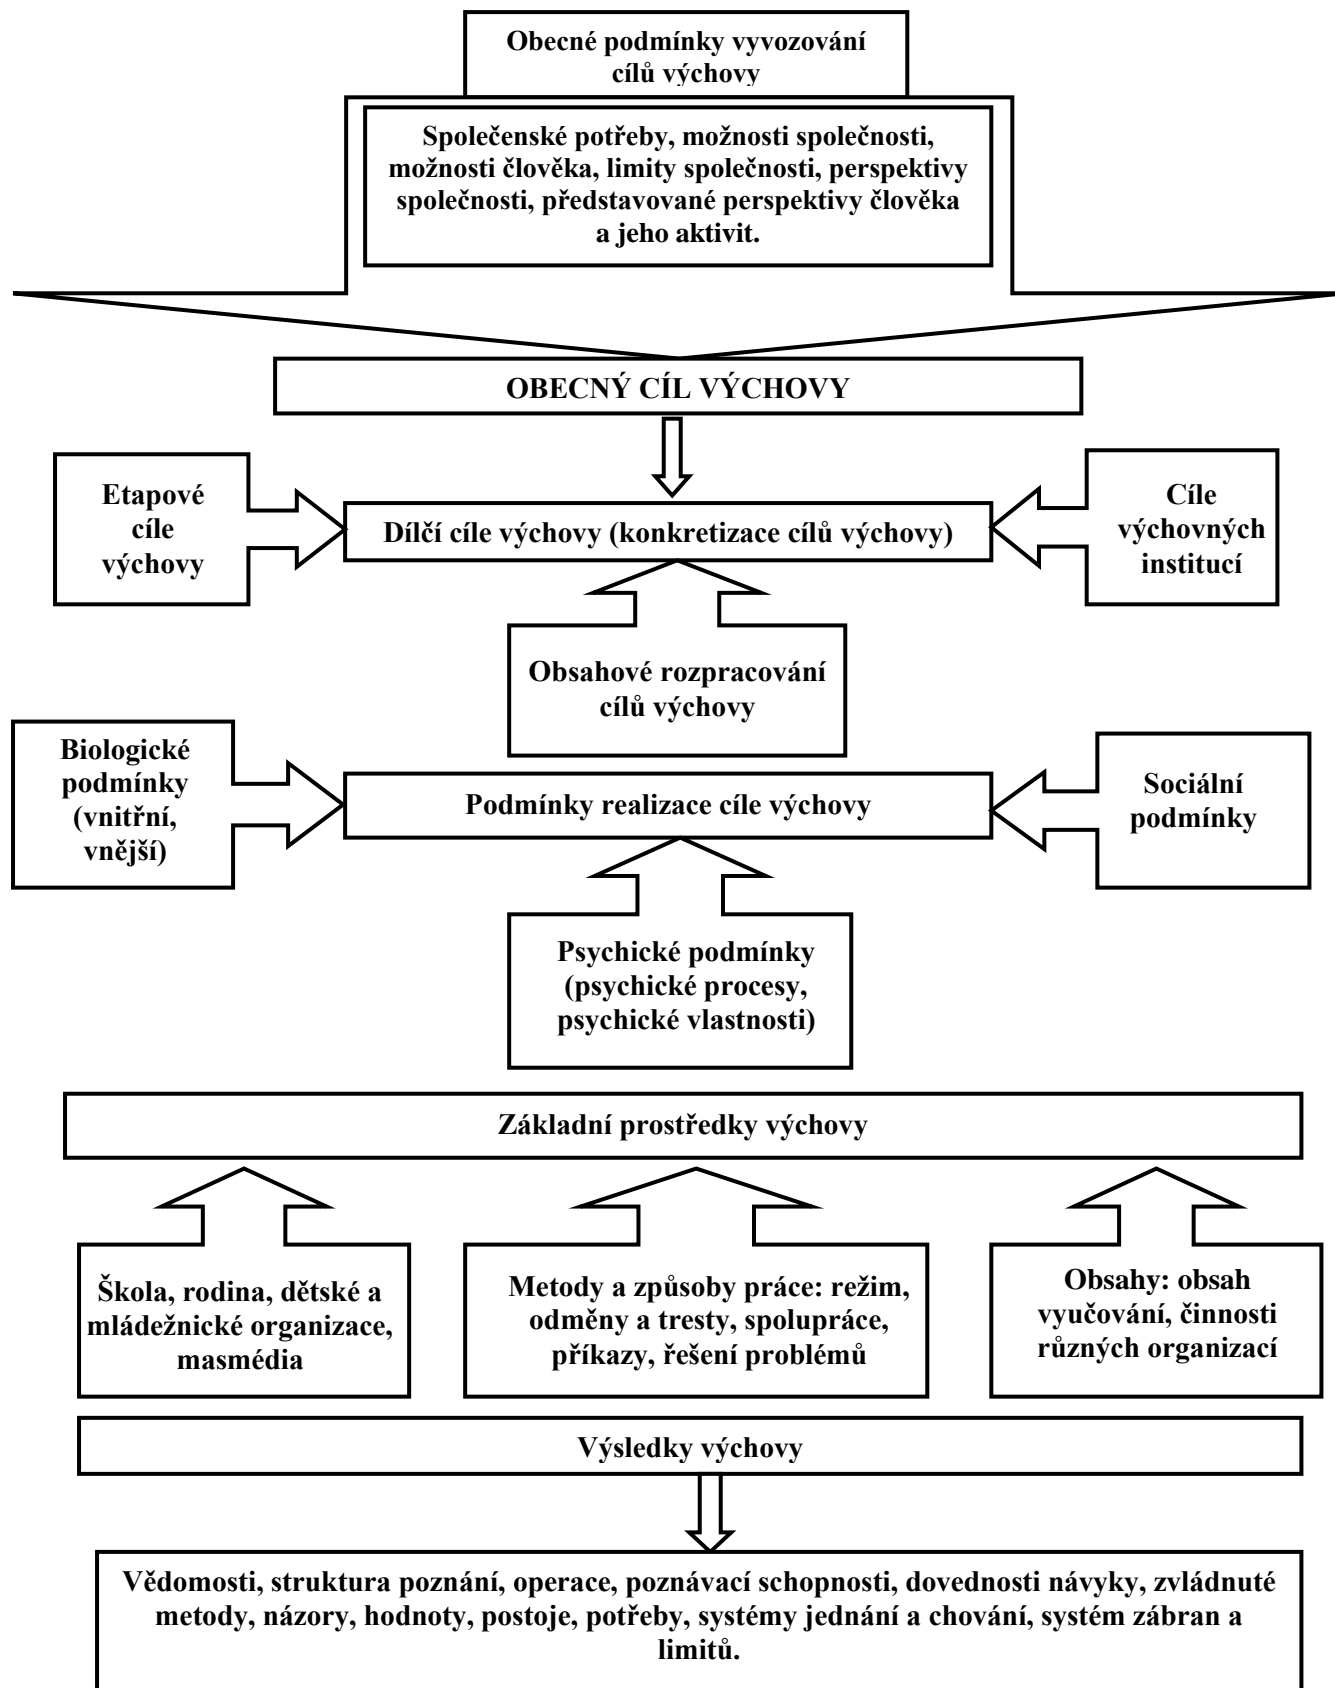 Obecné podmínky vyvozování
cílů výchovy
Společenské potřeby, možnosti společnosti,
možnosti člověka, limity společnosti, perspektivy
společnosti, představované perspektivy člověka
a jeho aktivit.
OBECNÝ CÍL VÝCHOVY
Etapové
cíle
výchovy
Dílčí cíle výchovy (konkretizace cílů výchovy)
Cíle
výchovných
institucí
Obsahové rozpracování
cílů výchovy
Biologické
podmínky
(vnitřní,
vnější)
Podmínky realizace cíle výchovy
Sociální
podmínky
Psychické podmínky
(psychické procesy,
psychické vlastnosti)
Základní prostředky výchovy
Škola, rodina, dětské a
mládežnické organizace,
masmédia
Metody a způsoby práce: režim,
odměny a tresty, spolupráce,
příkazy, řešení problémů
Obsahy: obsah
vyučování, činnosti
různých organizací
Výsledky výchovy
Vědomosti, struktura poznání, operace, poznávací schopnosti, dovednosti návyky, zvládnuté
metody, názory, hodnoty, postoje, potřeby, systémy jednání a chování, systém zábran a
limitů.